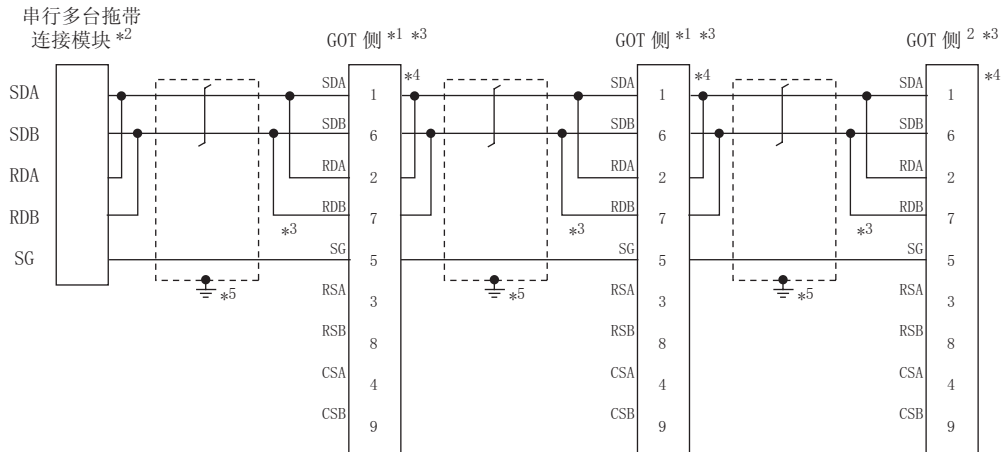 串行多台拖带
连接模块 *2
GOT 侧 *1 *3
GOT 侧 *1 *3
GOT 侧 2 *3
SDA
SDB
RDA
RDB
SG
*5
SDA
SDB
RDA
RDB
*3
SG
RSA
RSB
CSA
CSB
*4
1
6
2
7
5
3
8
4
9
*5
SDA
SDB
RDA
RDB
*3
SG
RSA
RSB
CSA
CSB
*4
1
6
2
7
5
3
8
4
9
*5
SDA
SDB
RDA
RDB
*3
SG
RSA
RSB
CSA
CSB
*4
1
6
2
7
5
3
8
4
9